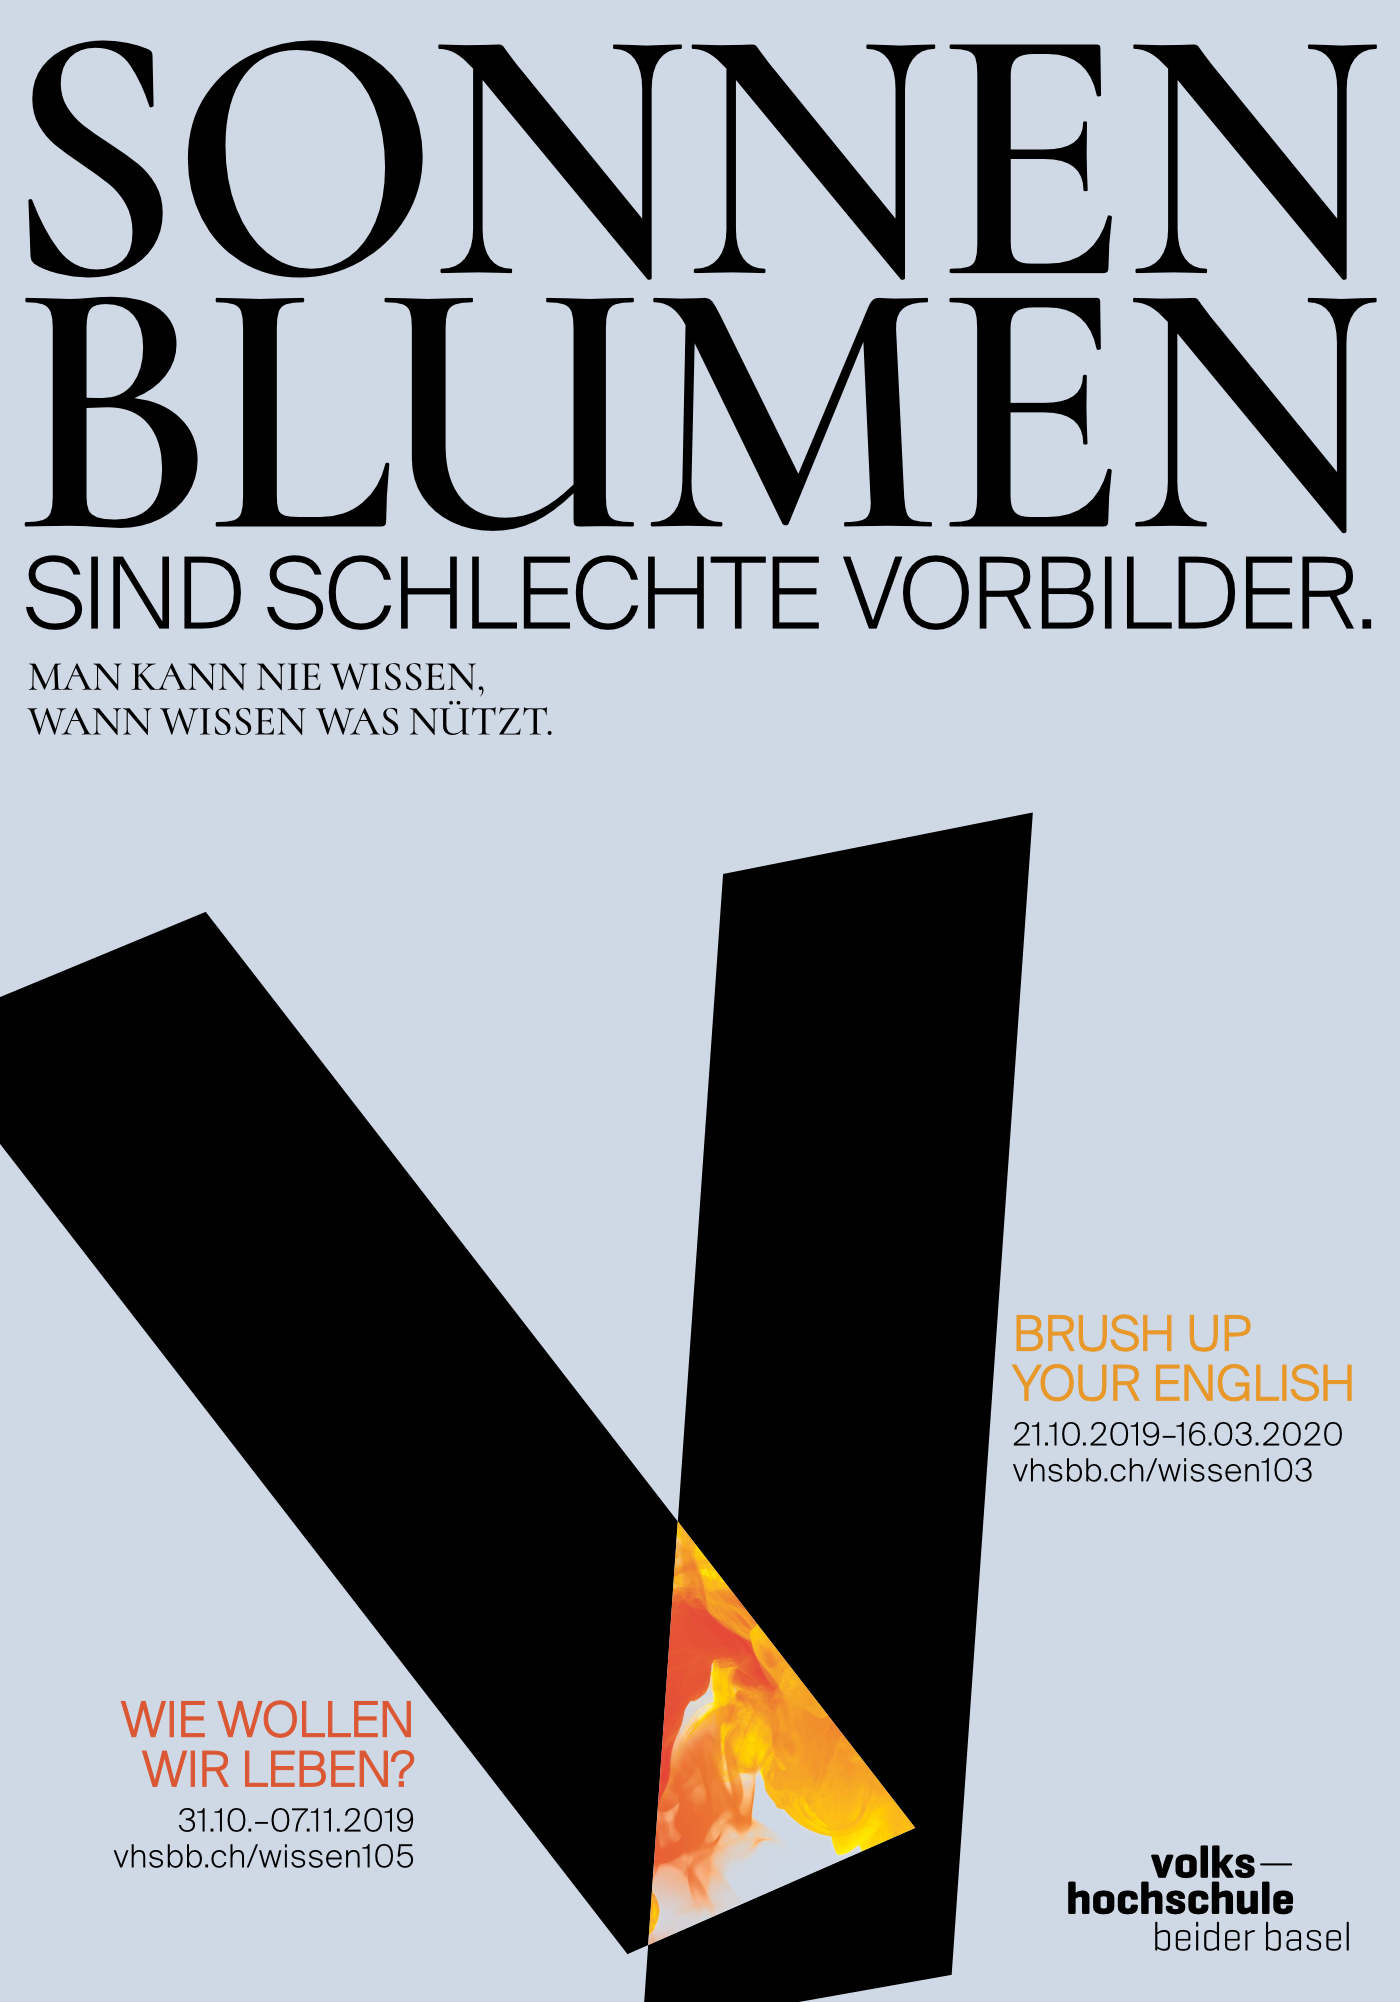 SONNEN
BLUMEN
SIND SCHLECHTE VORBILDER.
MAN KANN NIE WISSEN,
WANN WISSEN WAS NÜTZT.
BRUSH UP
YOUR ENGLISH
21.10.2019–16.03.2020
vhsbb.ch/wissen103
WIE WOLLEN
WIR LEBEN?
31.10.–07.11.2019
vhsbb.ch/wissen105
volks—
hochschule
beider basel